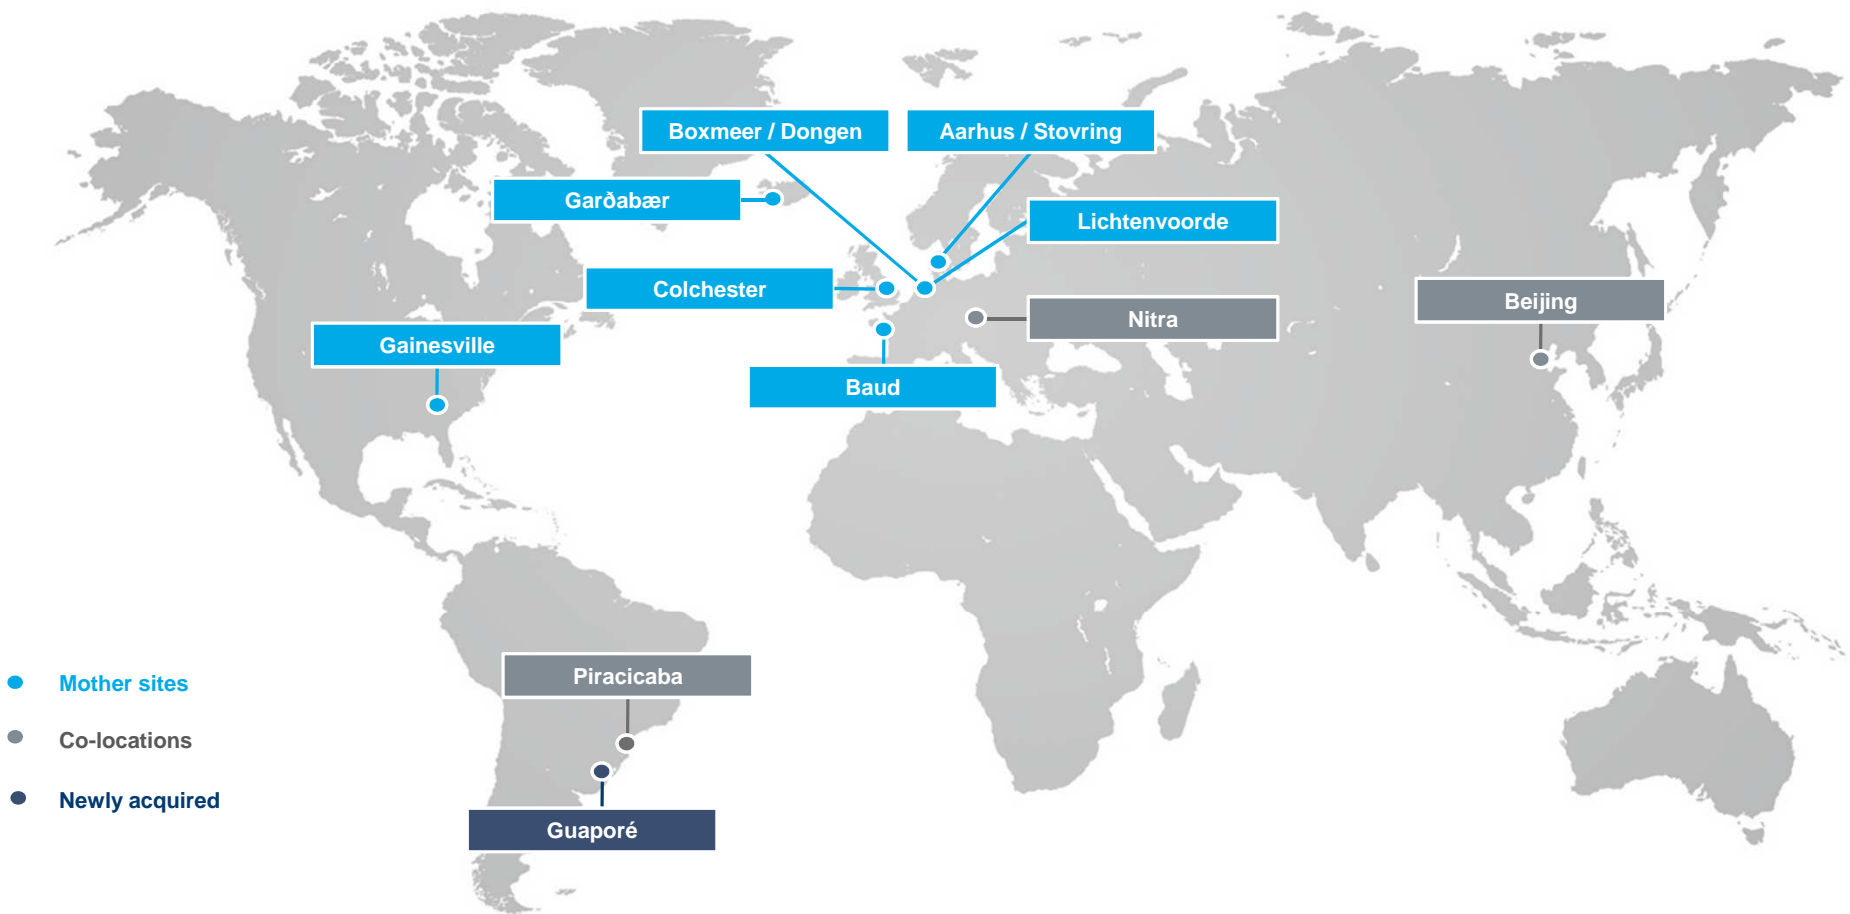 Boxmeer / Dongen
Aarhus / Stovring
Garðabær
Lichtenvoorde
Colchester
Nitra
Beijing
Gainesville
Baud
Piracicaba
Guaporé
Mother sites
Co-locations
Newly acquired